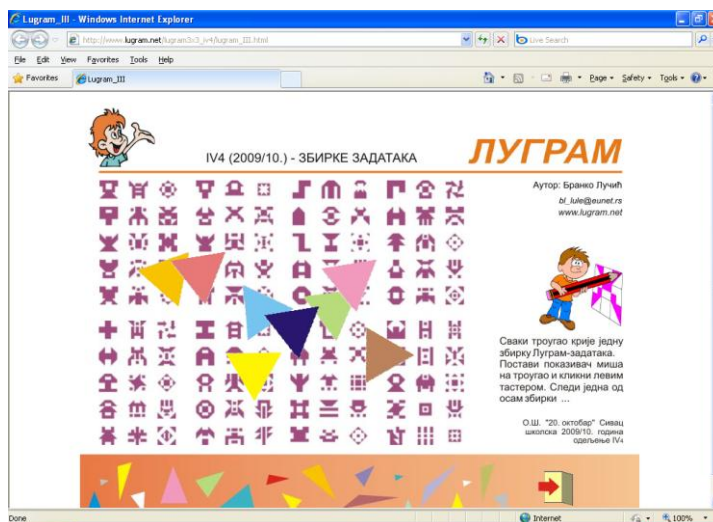 Lugram_III - Windows Internet Explorer
http://www.lugram.net/lugram3x3_iv4/lugram_III.html
Live Search
File Edit View Favorites Tools Help
Favorites
Lugram_III
Page Safety Tools
IV4 (2009/10.) - ЗБИРКЕ ЗАДАТАКА
ЛУГРАМ
Аутор: Бранко Лучић
bl_lule@eunet.rs
www.lugram.net
Сваки троугао крије једну
збирку Луграм-задатака.
Постави показивач миша
на троугао и кликни левим
тастером. Следи једна од
осам збирки ...
О.Ш. "20. октобар" Сивац
школска 2009/10. година
одељење IV4
Done
Internet
100%